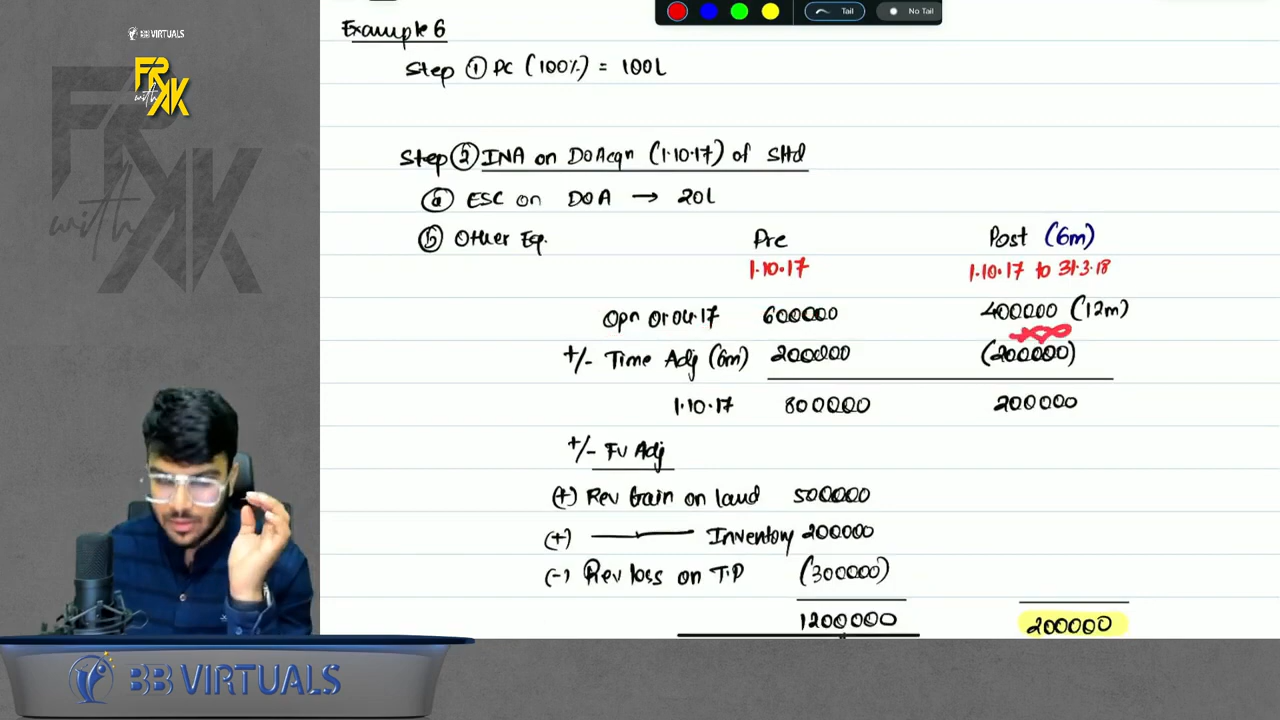 BB VIRTUALS
FR
with
AK
Tail
No Tail
Example 6
Step ① PC (100%) = 100L
Step ② INA on DoAcqn (1.10.17) of SHd
ⓐ ESC on DOA → 20L
ⓑ Other Eq. Pre Post (6m)
1.10.17 1.10.17 to 31.3.18
Opn 01.04.17 600000 400000 (12m)
+/- Time Adj (6m) 200000 (200000)
1.10.17 800000 200000
+/- FV Adj
(+) Rev Gain on land 500000
(+) ——— Inventory 200000
(-) Rev loss on T.P (300000)
1200000 200000
BB VIRTUALS